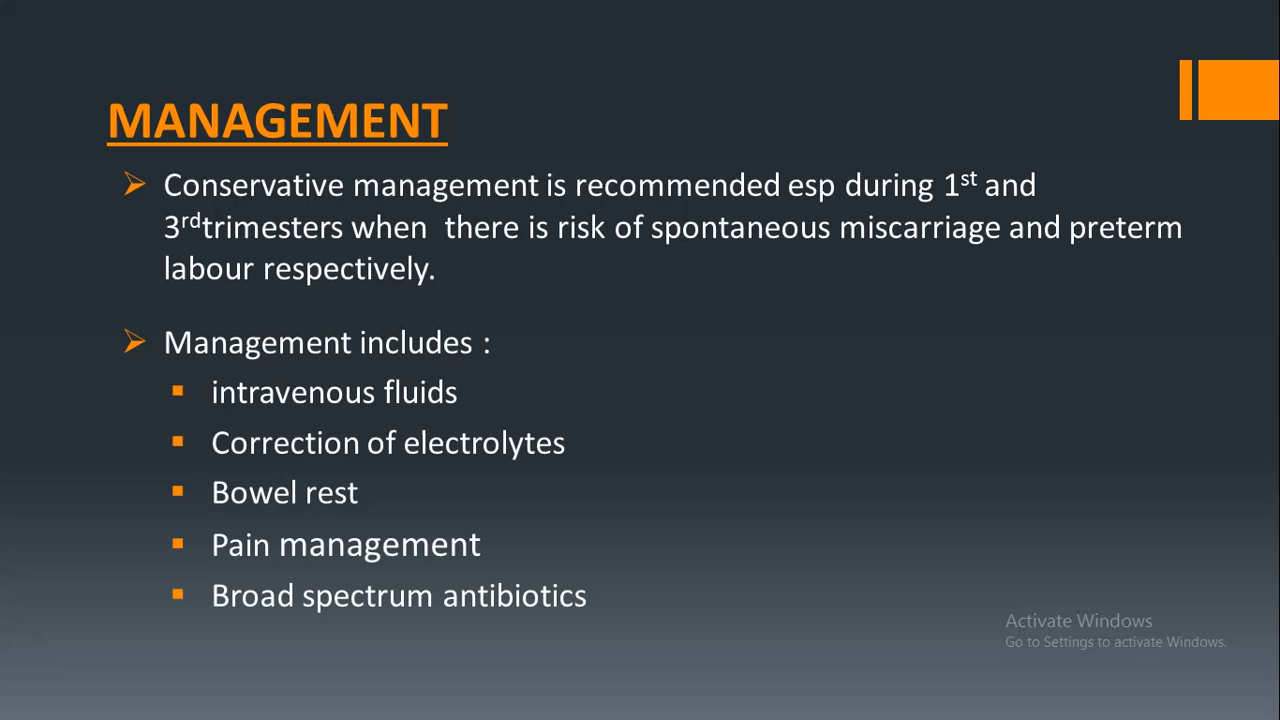 MANAGEMENT
Conservative management is recommended esp during 1st and
3rdtrimesters when there is risk of spontaneous miscarriage and preterm
labour respectively.
Management includes :
intravenous fluids
Correction of electrolytes
Bowel rest
Pain management
Broad spectrum antibiotics
Activate Windows
Go to Settings to activate Windows.